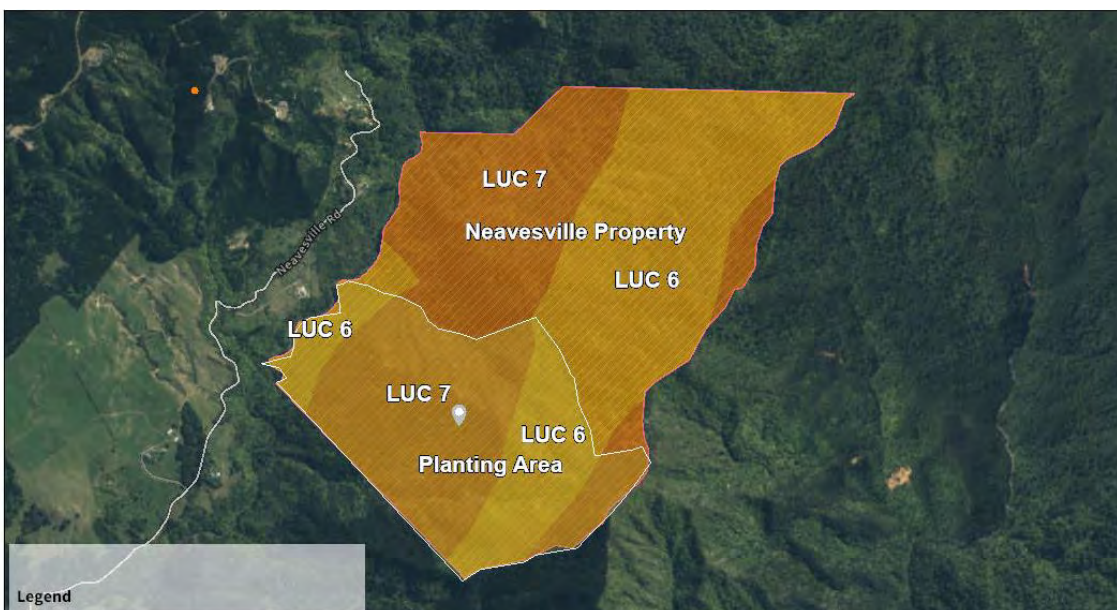 LUC 7
Neavesville Property
Neavesville Rd
LUC 6
LUC 6
LUC 7
LUC 6
Planting Area
Legend